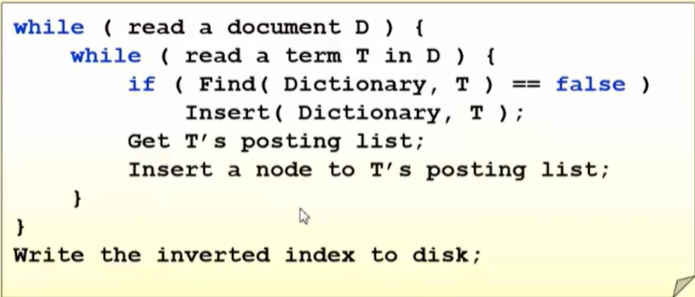 while ( read a document D ) {
while ( read a term T in D ) {
if ( Find( Dictionary, T ) == false )
Insert( Dictionary, T );
Get T’s posting list;
Insert a node to T’s posting list;
}
}
Write the inverted index to disk;